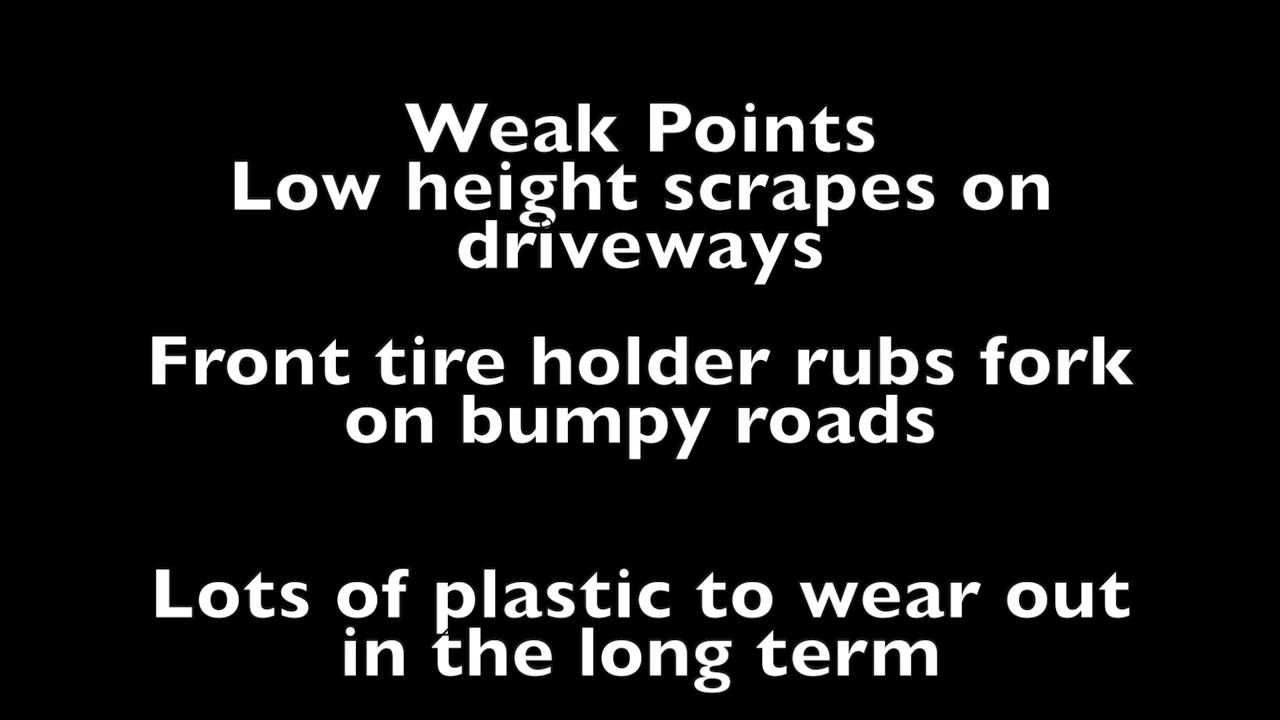 Weak Points
Low height scrapes on
driveways
Front tire holder rubs fork
on bumpy roads
Lots of plastic to wear out
in the long term